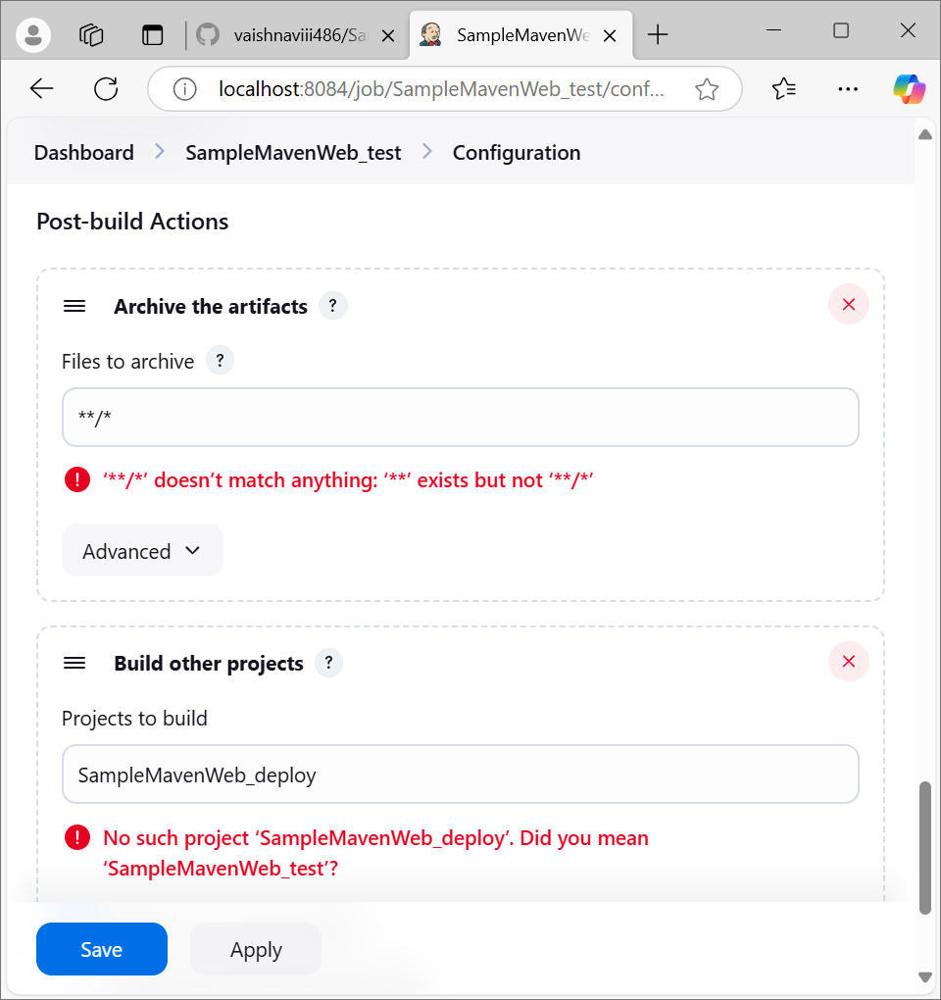 vaishnaviii486/Sa
SampleMavenWe
localhost:8084/job/SampleMavenWeb_test/conf...
Dashboard > SampleMavenWeb_test > Configuration
Post-build Actions
Archive the artifacts ?
Files to archive ?
**/*
‘**/*’ doesn’t match anything: ‘**’ exists but not ‘**/*’
Advanced
Build other projects ?
Projects to build
SampleMavenWeb_deploy
No such project ‘SampleMavenWeb_deploy’. Did you mean
‘SampleMavenWeb_test’?
Save
Apply